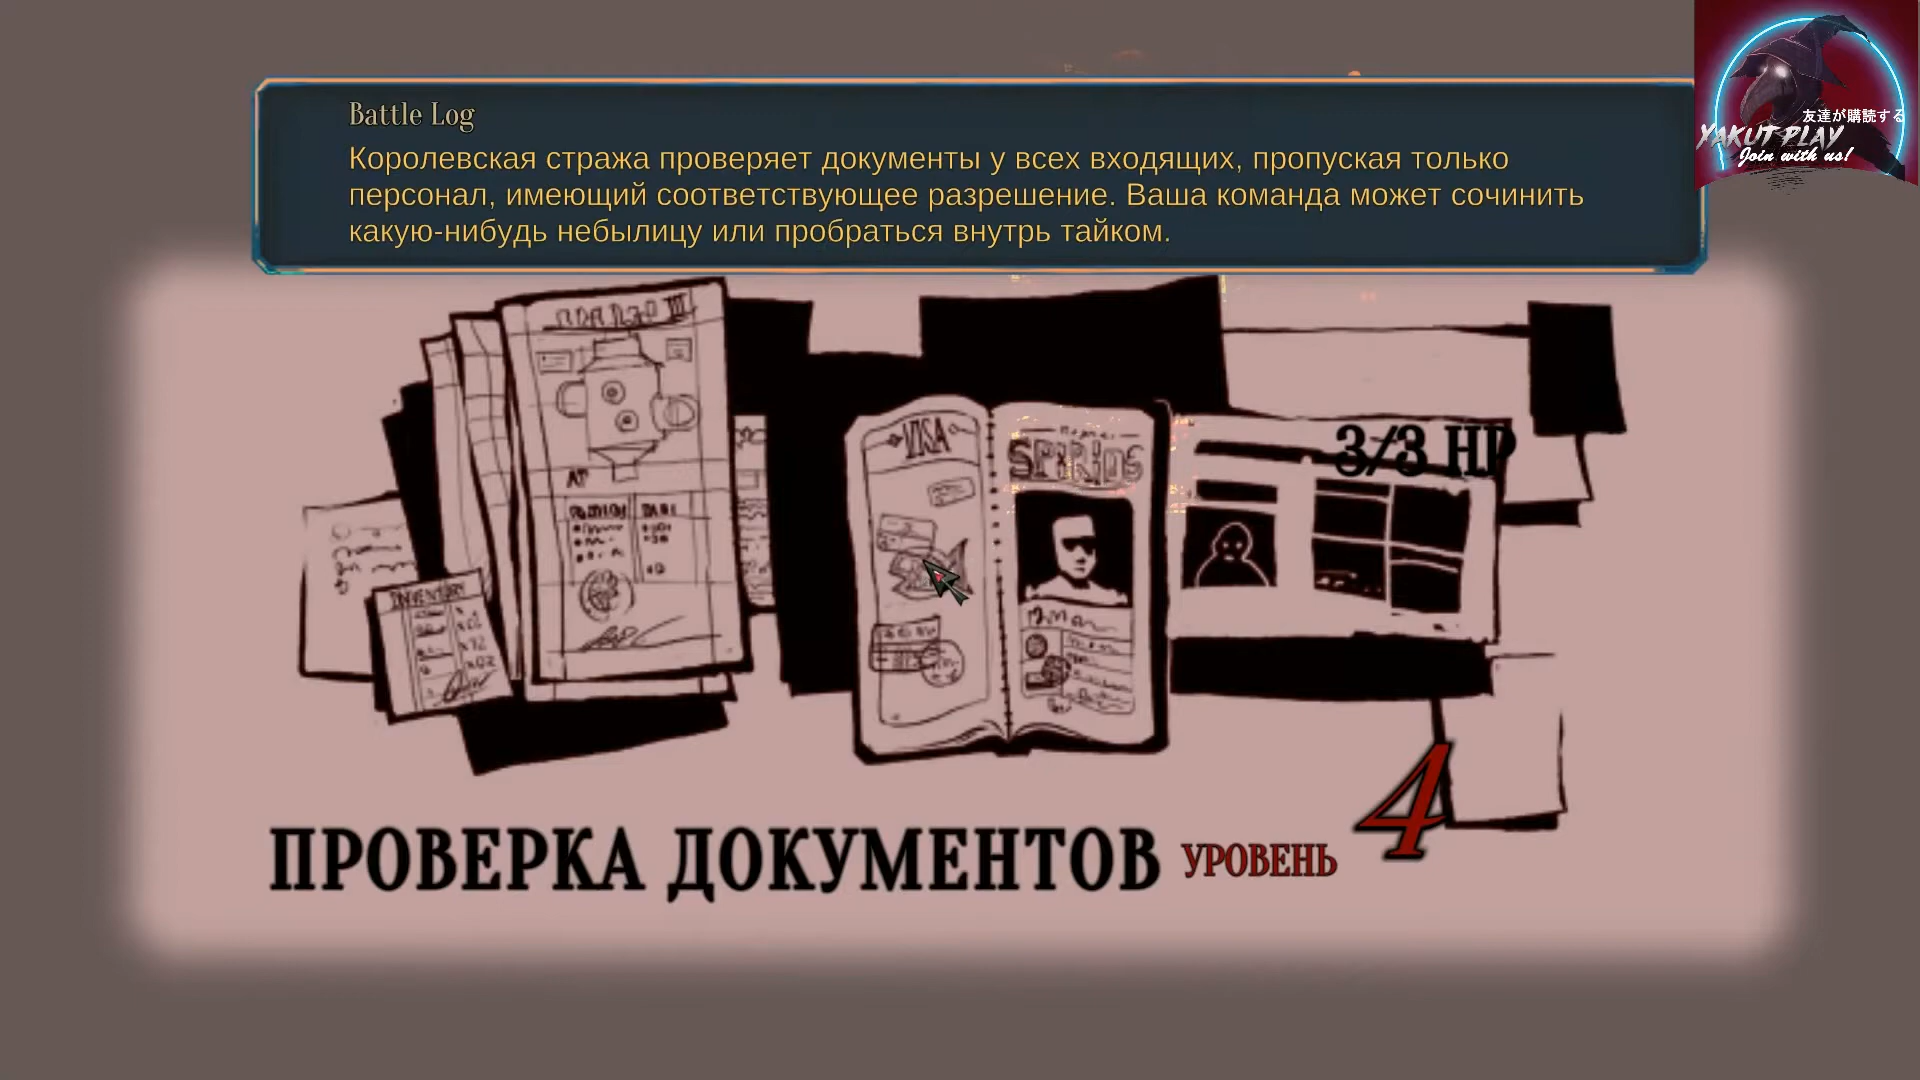 Battle Log
Королевская стража проверяет документы у всех входящих, пропуская только
персонал, имеющий соответствующее разрешение. Ваша команда может сочинить
какую-нибудь небылицу или пробраться внутрь тайком.
友達が購読する
YAKUT PLAY
Join with us!
VISA
SPIRIDS
3/3 HP
INVENTORY
ПРОВЕРКА ДОКУМЕНТОВ УРОВЕНЬ 4